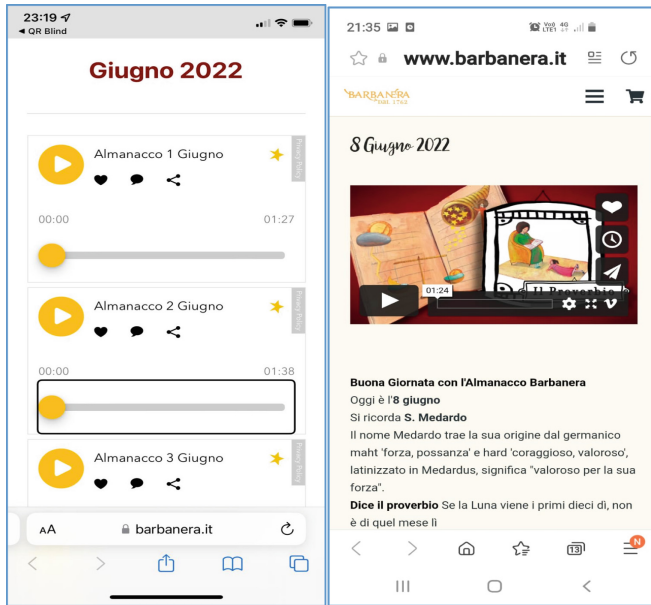 23:19
◄ QR Blind
Giugno 2022
Almanacco 1 Giugno
Privacy Policy
00:00
01:27
Almanacco 2 Giugno
Privacy Policy
00:00
01:38
Almanacco 3 Giugno
Privacy Policy
AA
barbanera.it
21:35
Voð 4G
LTE1
www.barbanera.it
BARBANERA
DAL 1762
8 Giugno 2022
Il Proverbio
01:24
Buona Giornata con l'Almanacco Barbanera
Oggi è l'8 giugno
Si ricorda S. Medardo
Il nome Medardo trae la sua origine dal germanico
maht 'forza, possanza' e hard 'coraggioso, valoroso',
latinizzato in Medardus, significa "valoroso per la sua
forza".
Dice il proverbio Se la Luna viene i primi dieci dì, non
è di quel mese lì
13
N